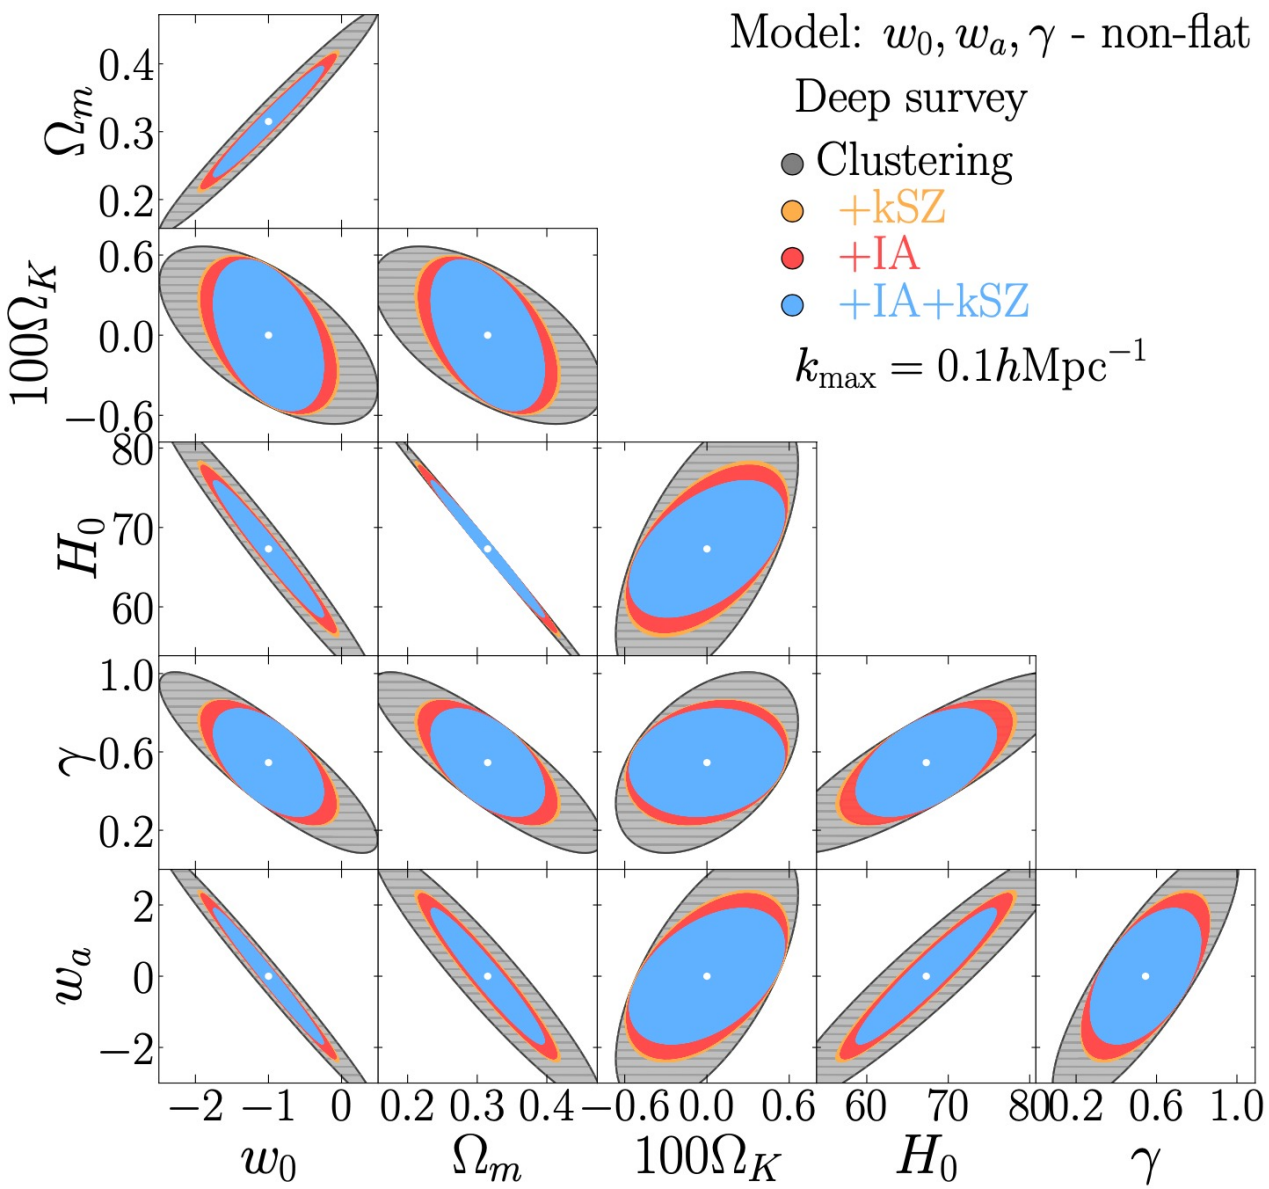 Model: w₀, wₐ, γ - non-flat
Deep survey
Clustering
+kSZ
+IA
+IA+kSZ
k_max = 0.1hMpc⁻¹
Ωₘ
0.4
0.3
0.2
100Ω_K
0.6
0.0
−0.6
H₀
80
70
60
γ
1.0
0.6
0.2
wₐ
2
0
−2
−2 −1 0 0.2 0.3 0.4 −0.6 0.0 0.6 60 70 80 0.2 0.6 1.0
w₀ Ωₘ 100Ω_K H₀ γ